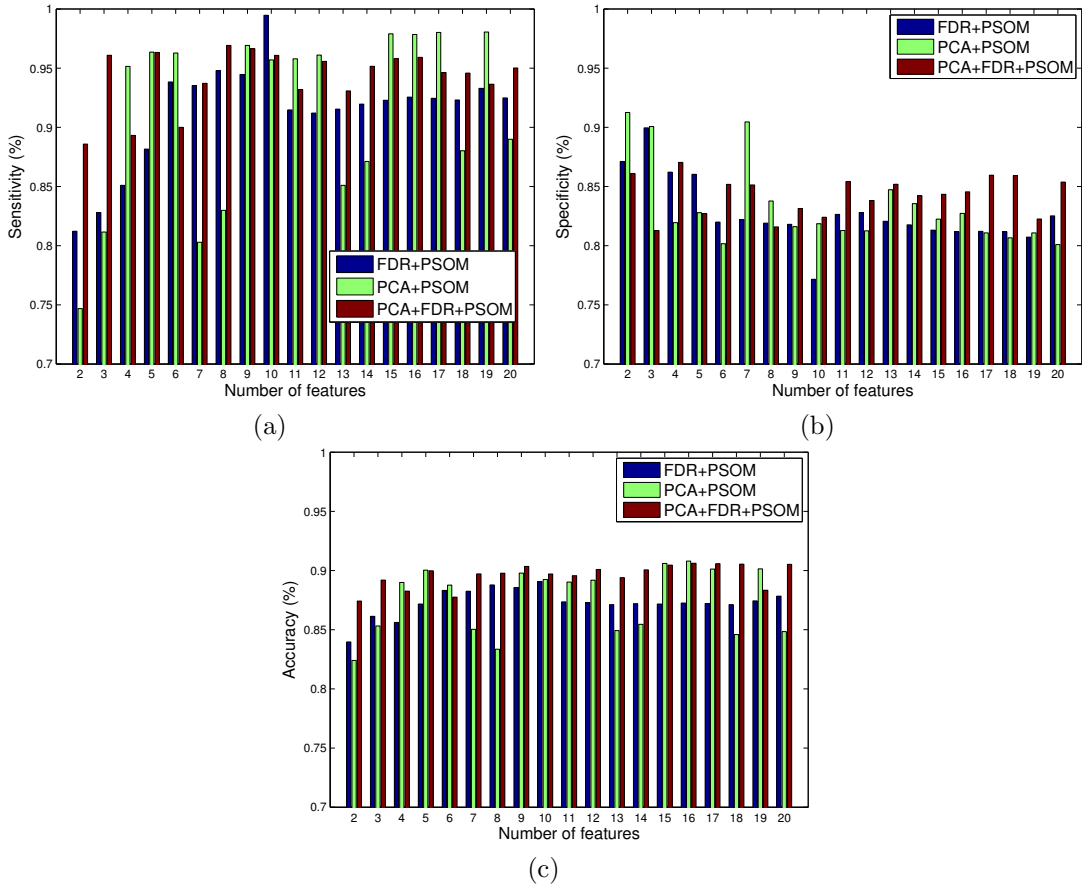 1
0.95
0.9
0.85
0.8
0.75
0.7
Sensitivity (%)
FDR+PSOM
PCA+PSOM
PCA+FDR+PSOM
2 3 4 5 6 7 8 9 10 11 12 13 14 15 16 17 18 19 20
Number of features
(a)
1
0.95
0.9
0.85
0.8
0.75
0.7
Specificity (%)
FDR+PSOM
PCA+PSOM
PCA+FDR+PSOM
2 3 4 5 6 7 8 9 10 11 12 13 14 15 16 17 18 19 20
Number of features
(b)
1
0.95
0.9
0.85
0.8
0.75
0.7
Accuracy (%)
FDR+PSOM
PCA+PSOM
PCA+FDR+PSOM
2 3 4 5 6 7 8 9 10 11 12 13 14 15 16 17 18 19 20
Number of features
(c)